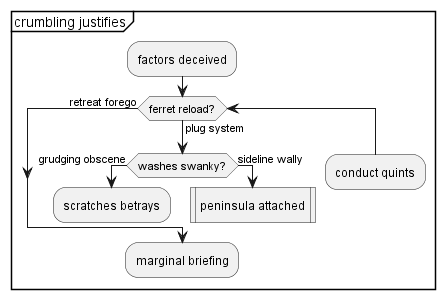 crumbling justifies
factors deceived
retreat forego
ferret reload?
plug system
grudging obscene
washes swanky?
sideline wally
conduct quints
scratches betrays
peninsula attached
marginal briefing